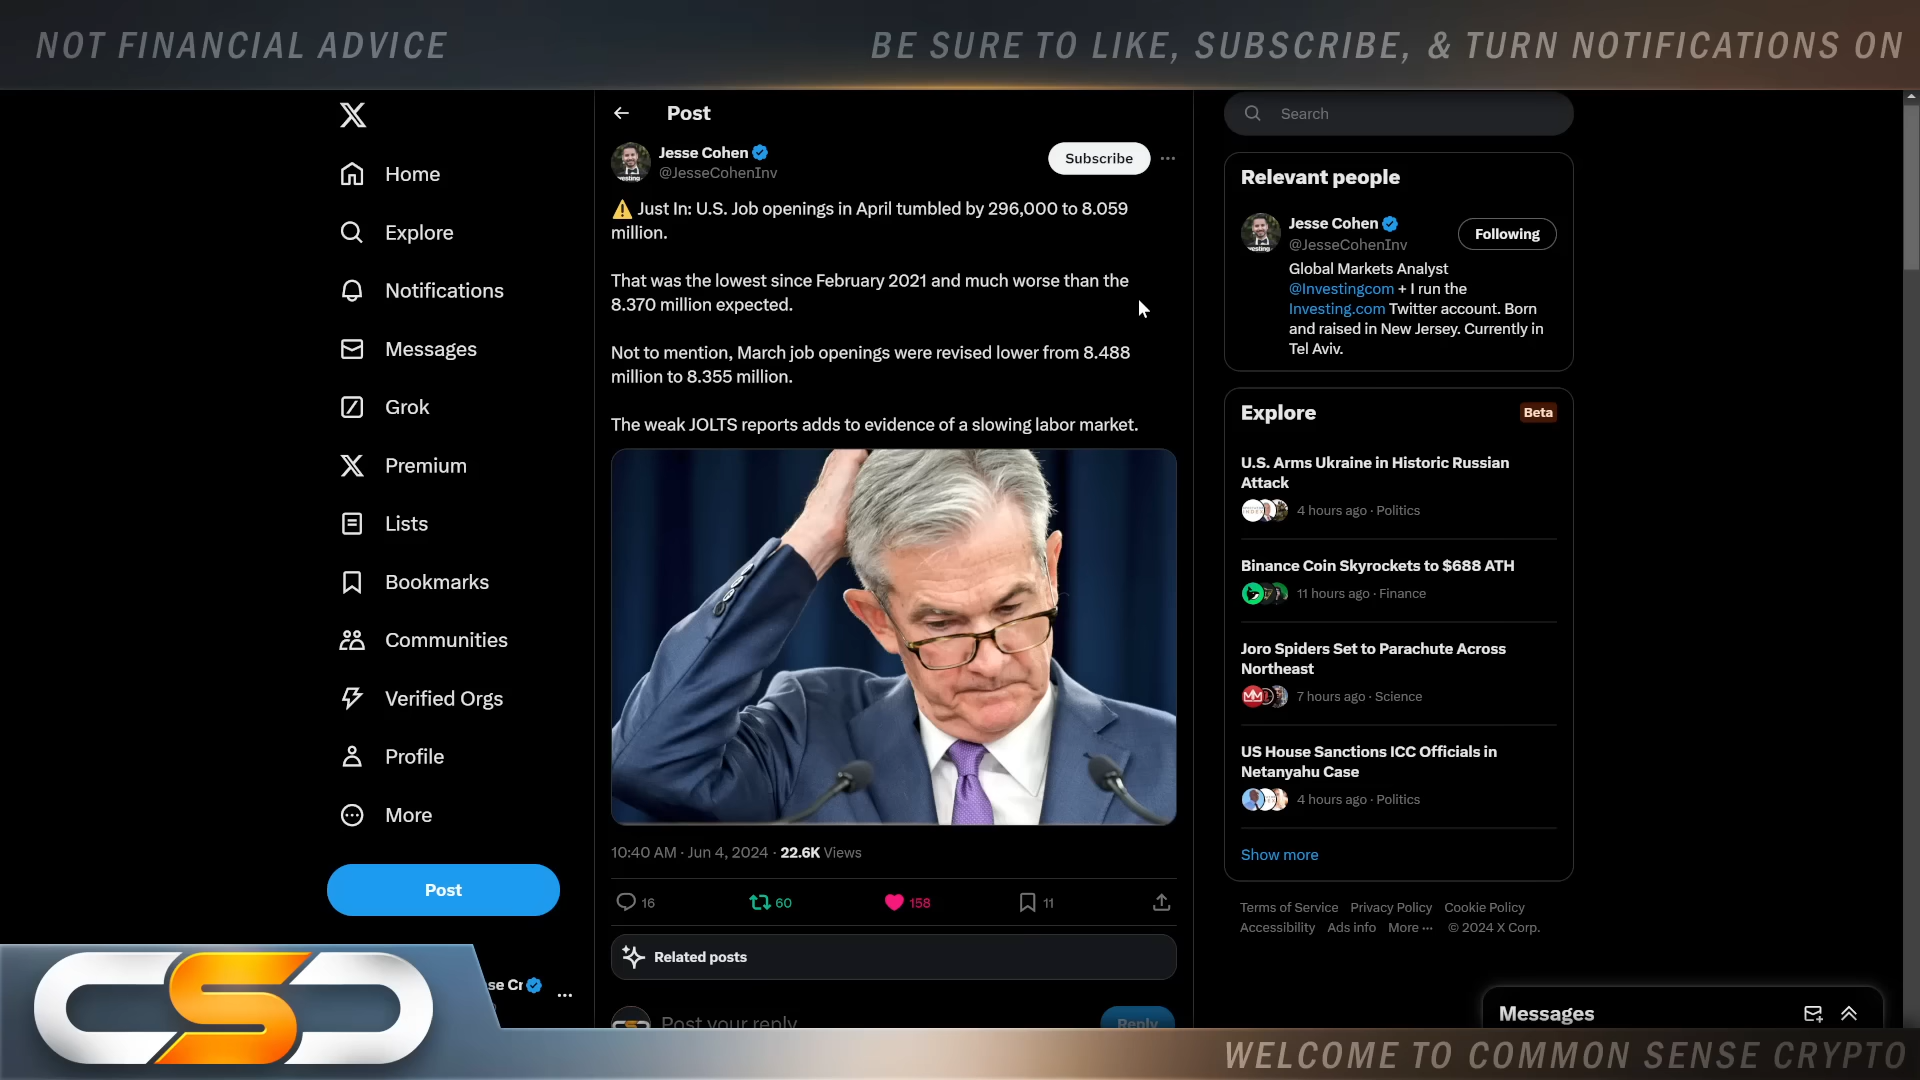 NOT FINANCIAL ADVICE
BE SURE TO LIKE, SUBSCRIBE, & TURN NOTIFICATIONS ON
Home
Explore
Notifications
Messages
Grok
Premium
Lists
Bookmarks
Communities
Verified Orgs
Profile
More
Post
se Cr
Post
Jesse Cohen
@JesseCohenInv
Subscribe
⚠️ Just In: U.S. Job openings in April tumbled by 296,000 to 8.059
million.
That was the lowest since February 2021 and much worse than the
8.370 million expected.
Not to mention, March job openings were revised lower from 8.488
million to 8.355 million.
The weak JOLTS reports adds to evidence of a slowing labor market.
10:40 AM · Jun 4, 2024 · 22.6K Views
16
60
158
11
Related posts
Post your reply
Reply
Search
Relevant people
Jesse Cohen
@JesseCohenInv
Following
Global Markets Analyst
@Investingcom + I run the
Investing.com Twitter account. Born
and raised in New Jersey. Currently in
Tel Aviv.
Explore
Beta
U.S. Arms Ukraine in Historic Russian
Attack
4 hours ago · Politics
Binance Coin Skyrockets to $688 ATH
11 hours ago · Finance
Joro Spiders Set to Parachute Across
Northeast
7 hours ago · Science
US House Sanctions ICC Officials in
Netanyahu Case
4 hours ago · Politics
Show more
Terms of Service Privacy Policy Cookie Policy
Accessibility Ads info More ··· © 2024 X Corp.
Messages
CSC
WELCOME TO COMMON SENSE CRYPTO